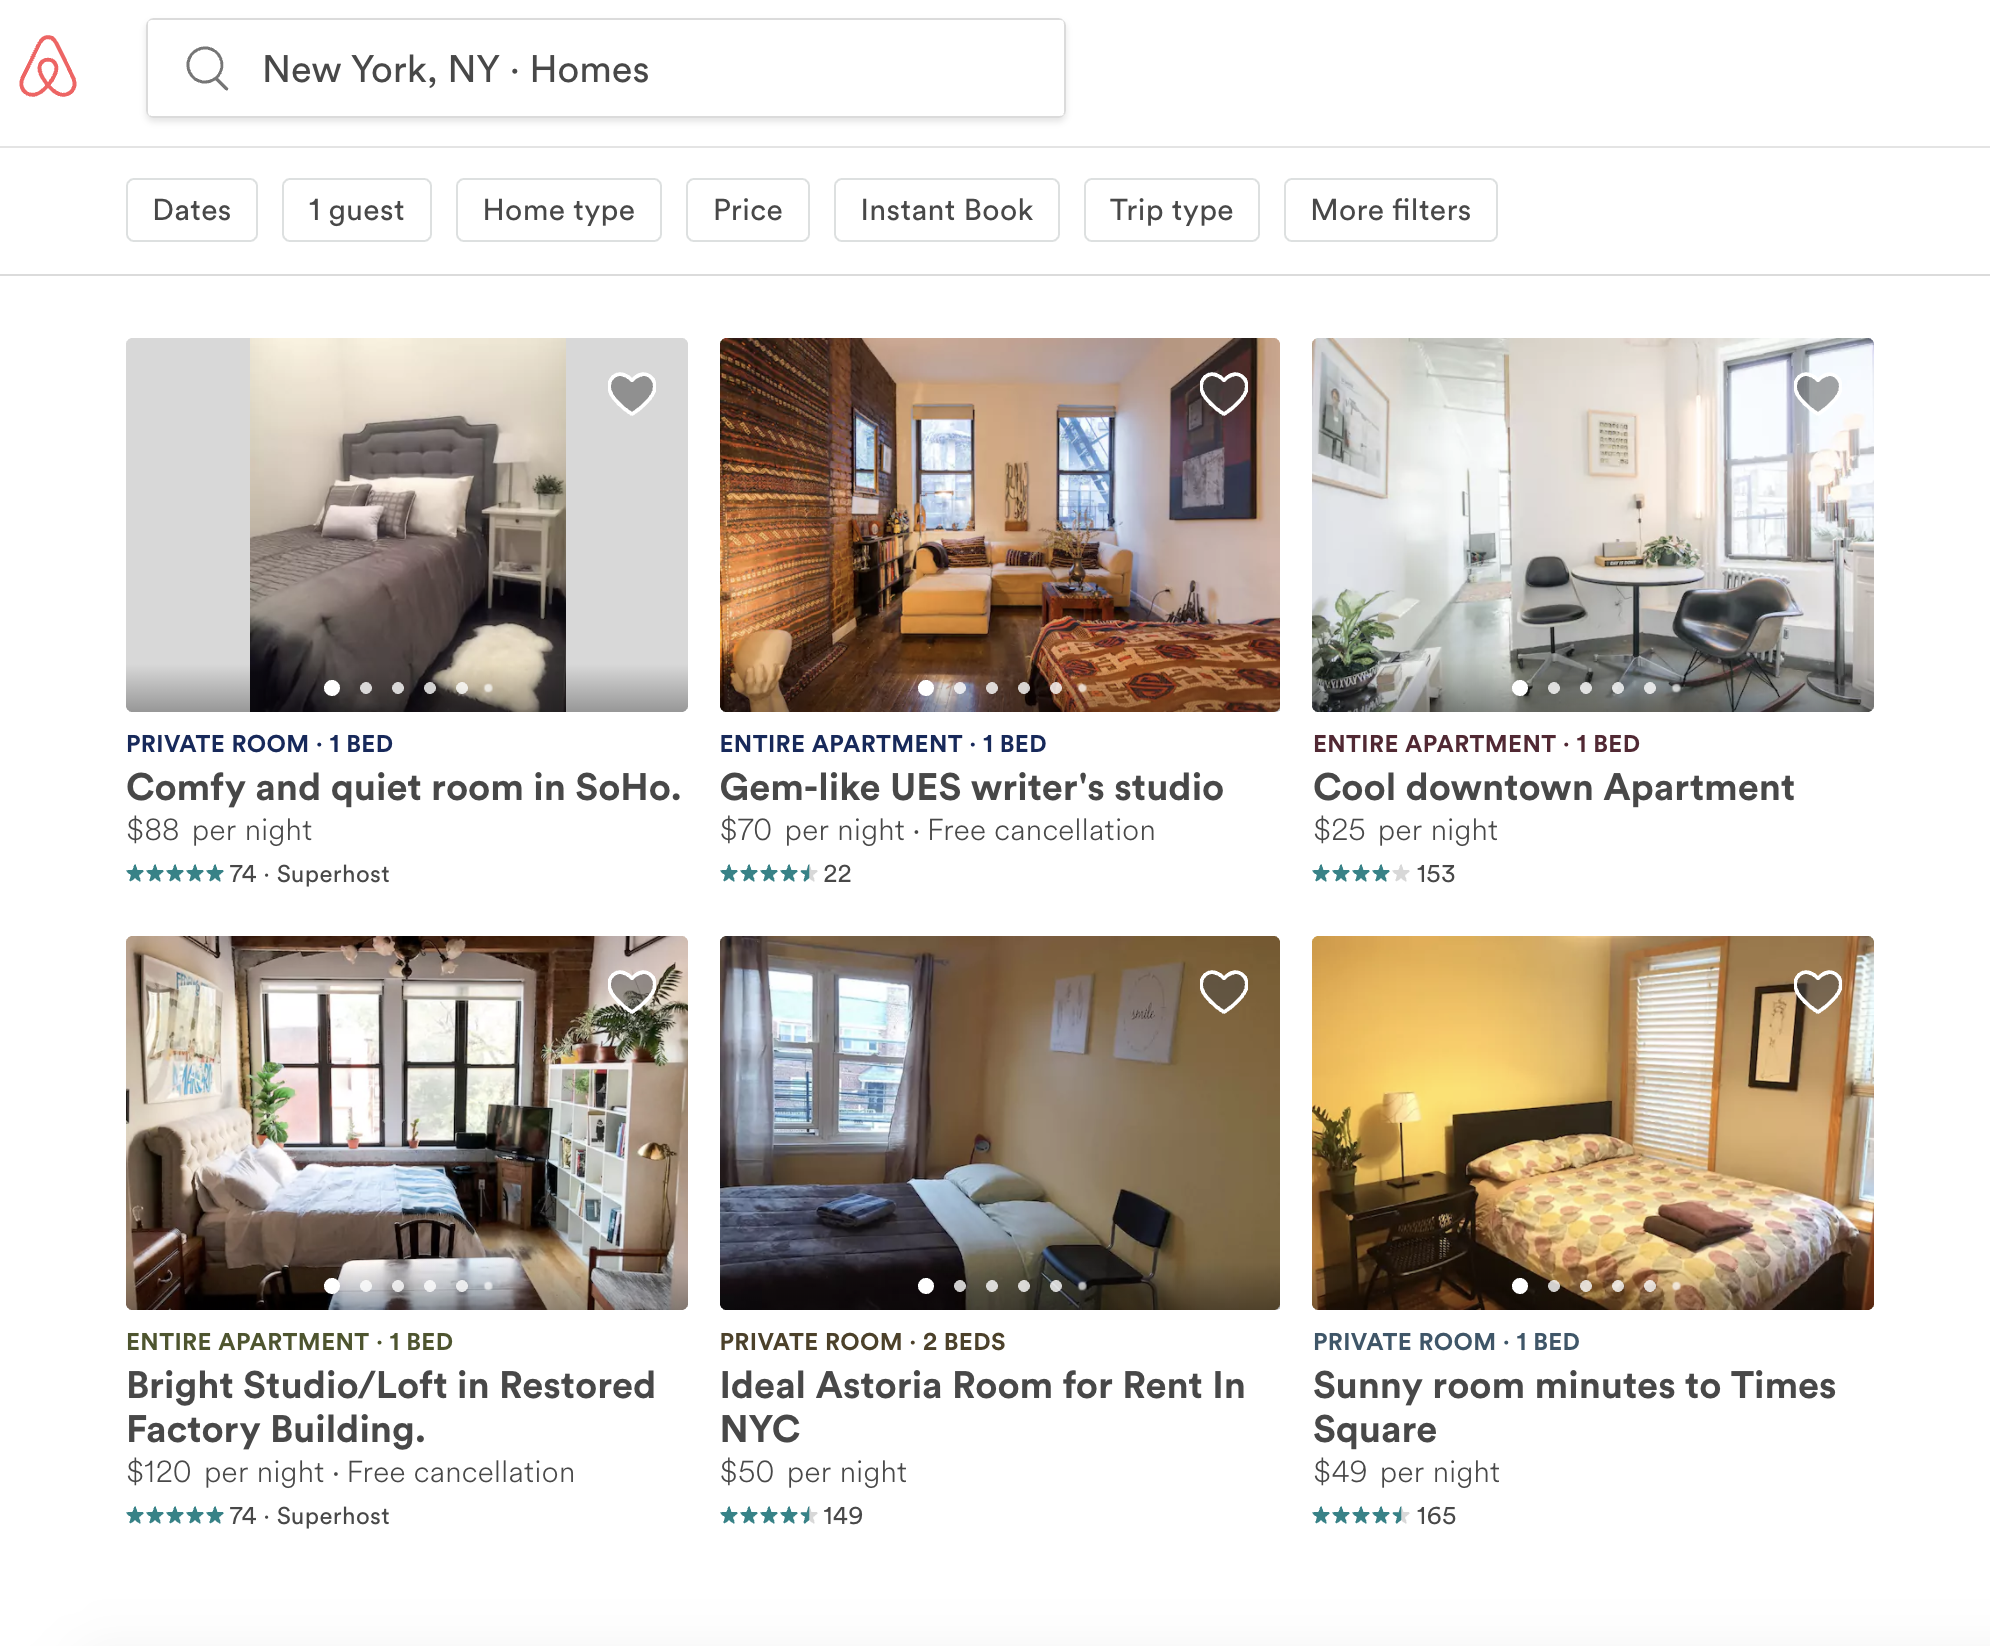 New York, NY · Homes
Dates
1 guest
Home type
Price
Instant Book
Trip type
More filters
PRIVATE ROOM · 1 BED
Comfy and quiet room in SoHo.
$88 per night
74 · Superhost
ENTIRE APARTMENT · 1 BED
Gem-like UES writer's studio
$70 per night · Free cancellation
22
ENTIRE APARTMENT · 1 BED
Cool downtown Apartment
$25 per night
153
smile
ENTIRE APARTMENT · 1 BED
Bright Studio/Loft in Restored
Factory Building.
$120 per night · Free cancellation
74 · Superhost
PRIVATE ROOM · 2 BEDS
Ideal Astoria Room for Rent In
NYC
$50 per night
149
PRIVATE ROOM · 1 BED
Sunny room minutes to Times
Square
$49 per night
165